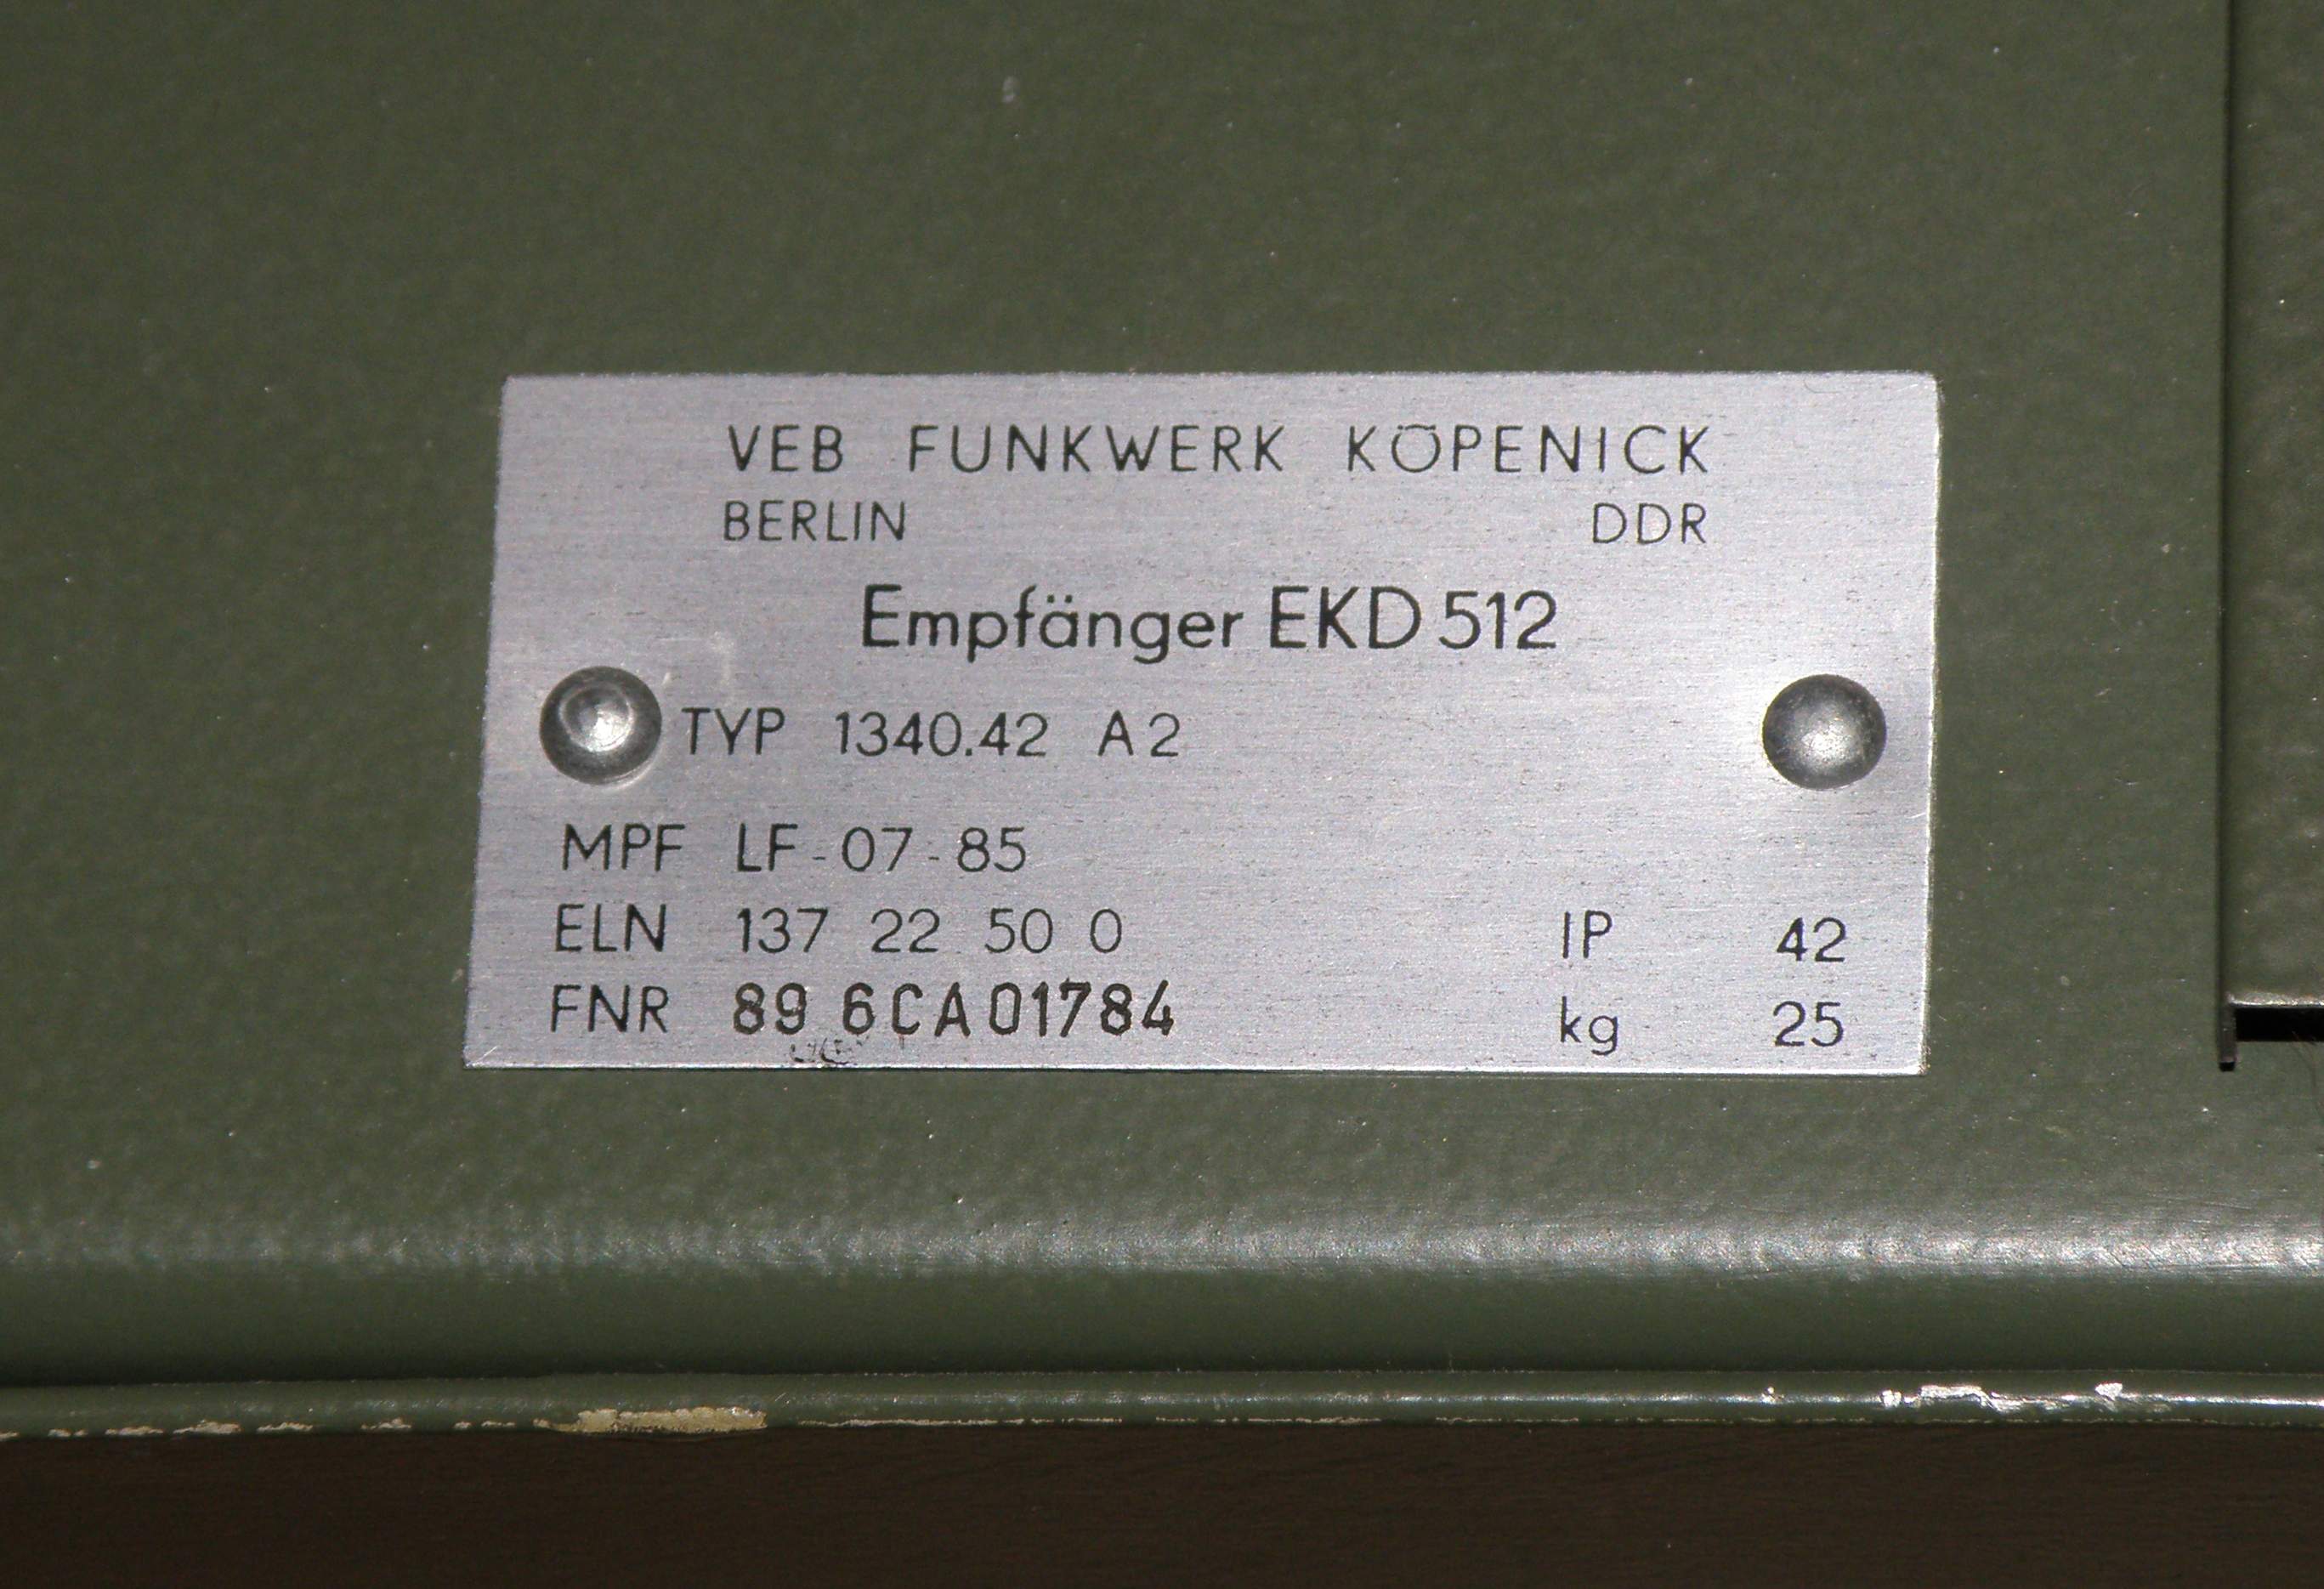 VEB FUNKWERK KÖPENICK
BERLIN DDR
Empfänger EKD 512
TYP 1340.42 A2
MPF LF-07-85
ELN 137 22 50 0 IP 42
FNR 89 6CA01784 kg 25